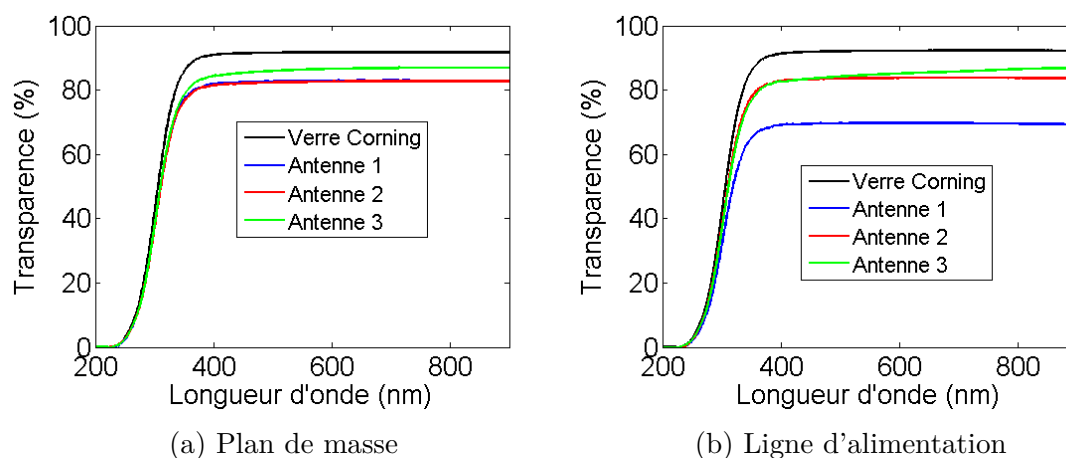 100
80
60
40
20
0
Transparence (%)
200 400 600 800
Longueur d'onde (nm)
Verre Corning
Antenne 1
Antenne 2
Antenne 3
(a) Plan de masse
100
80
60
40
20
0
Transparence (%)
200 400 600 800
Longueur d'onde (nm)
Verre Corning
Antenne 1
Antenne 2
Antenne 3
(b) Ligne d'alimentation